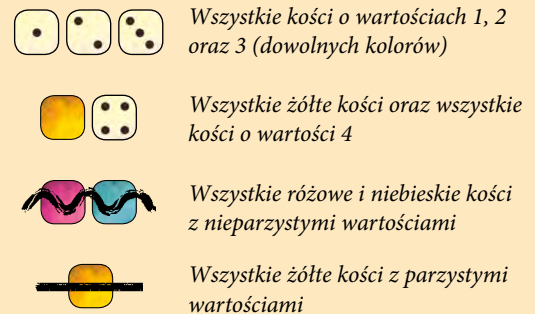 Wszystkie kości o wartościach 1, 2
oraz 3 (dowolnych kolorów)
Wszystkie żółte kości oraz wszystkie
kości o wartości 4
Wszystkie różowe i niebieskie kości
z nieparzystymi wartościami
Wszystkie żółte kości z parzystymi
wartościami